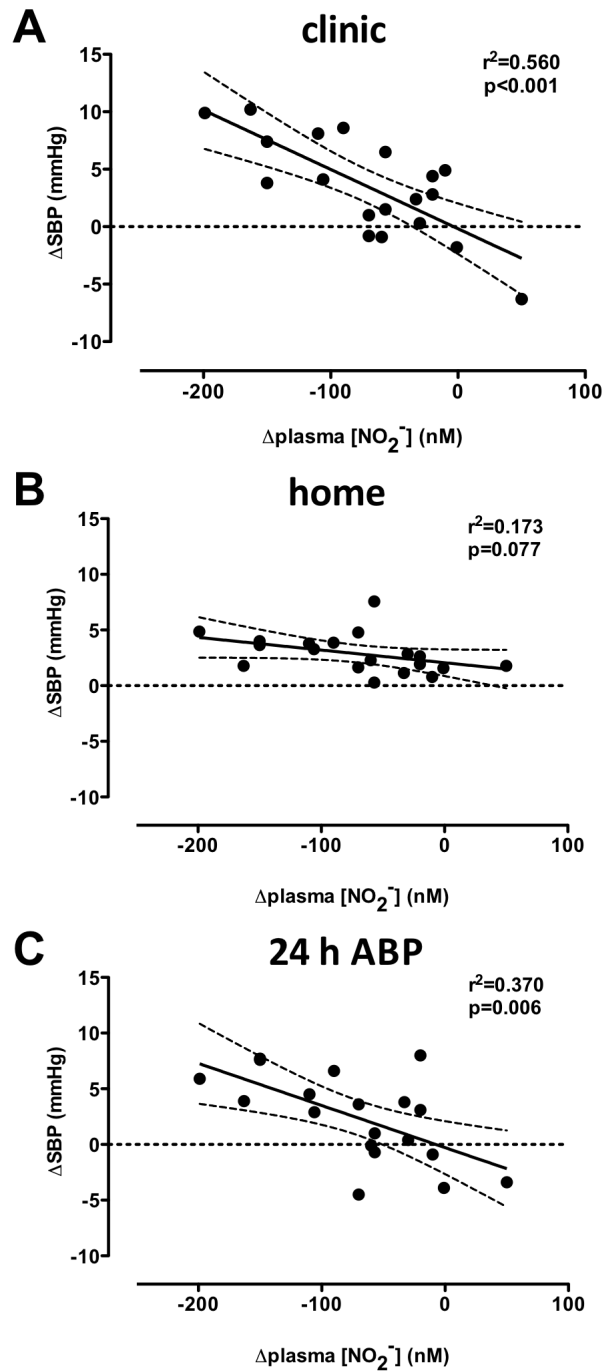 A clinic
r²=0.560
p<0.001
15
10
5
0
-5
-10
ΔSBP (mmHg)
-200 -100 0 100
Δplasma [NO₂⁻] (nM)
B home
r²=0.173
p=0.077
15
10
5
0
-5
-10
ΔSBP (mmHg)
-200 -100 0 100
Δplasma [NO₂⁻] (nM)
C 24 h ABP
r²=0.370
p=0.006
15
10
5
0
-5
-10
ΔSBP (mmHg)
-200 -100 0 100
Δplasma [NO₂⁻] (nM)